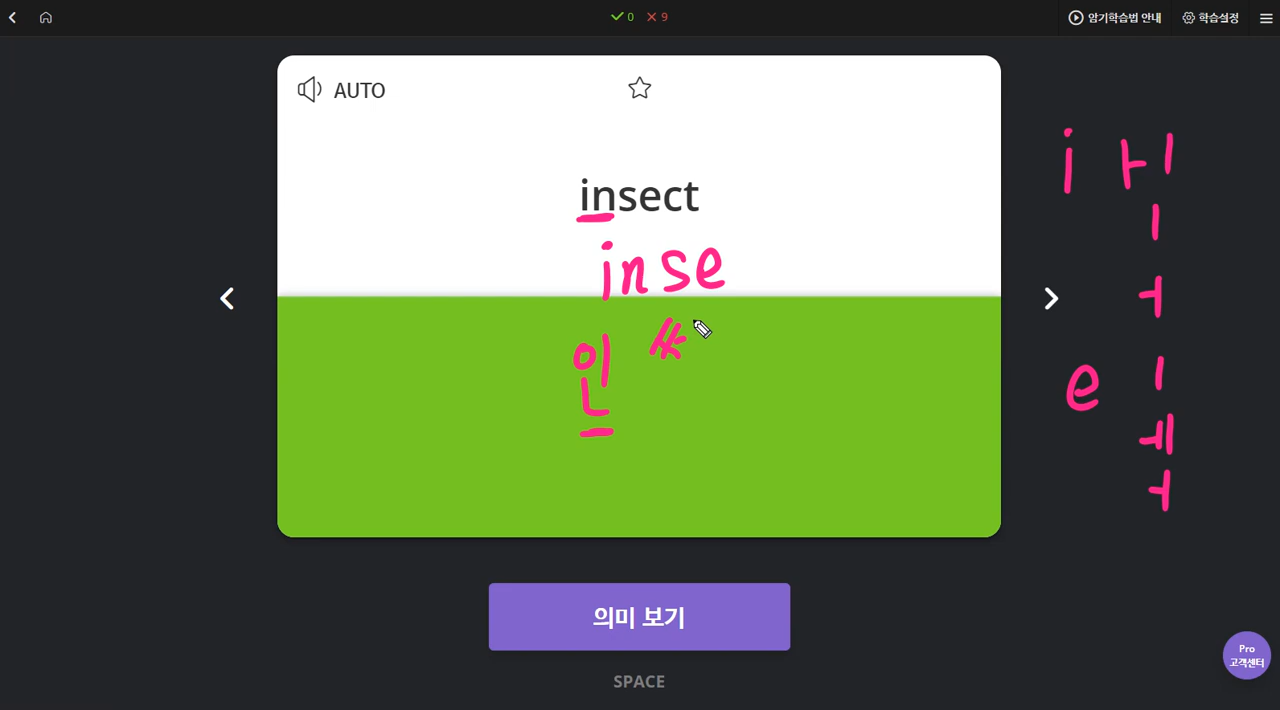 0 9 암기학습법 안내 학습설정
AUTO
insect
inse
인 ㅆ
i ㅏㅣ
ㅣ
ㅓ
e ㅣ
ㅔ
ㅓ
의미 보기
SPACE
Pro
고객센터